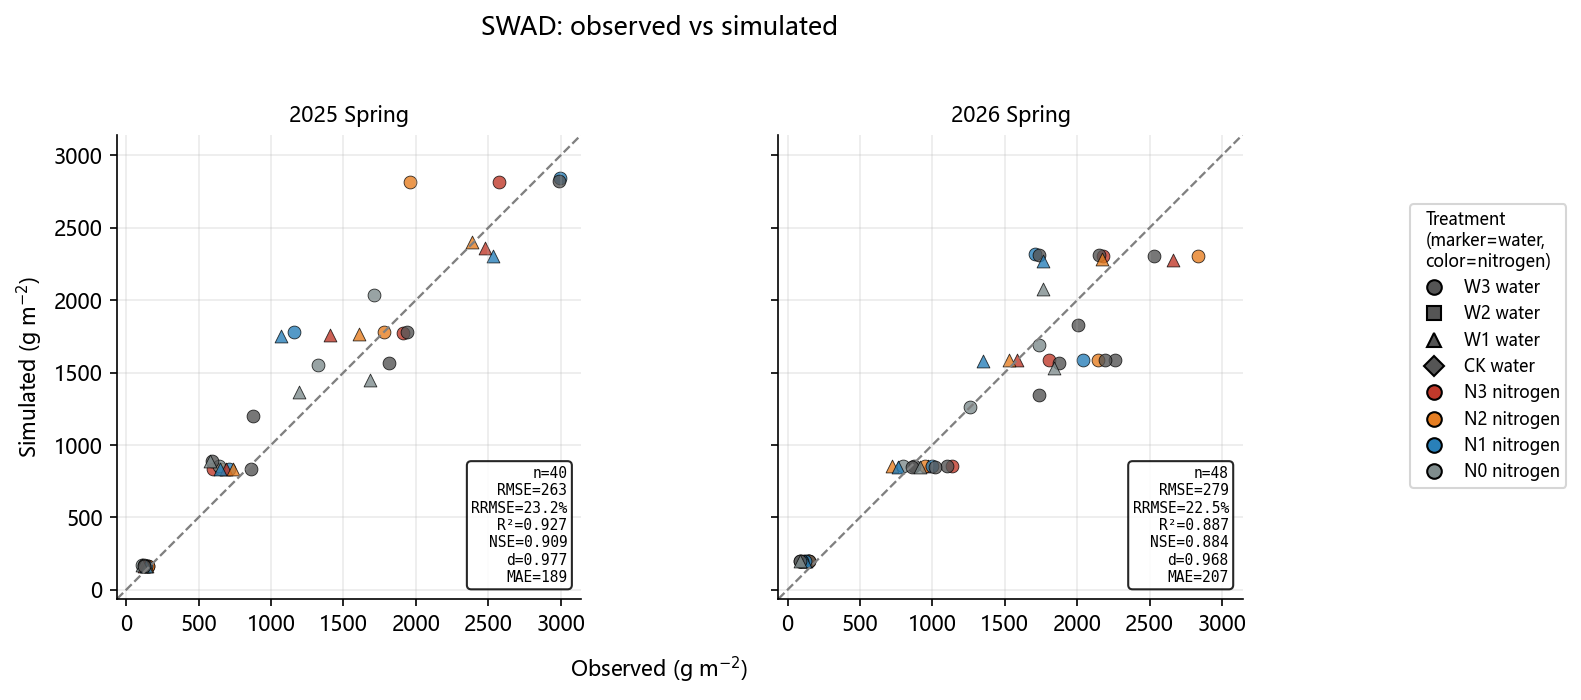 SWAD: observed vs simulated
2025 Spring
2026 Spring
Simulated (g m⁻²)
3000
2500
2000
1500
1000
500
0
0 500 1000 1500 2000 2500 3000
n=40
RMSE=263
RRMSE=23.2%
R²=0.927
NSE=0.909
d=0.977
MAE=189
0 500 1000 1500 2000 2500 3000
n=48
RMSE=279
RRMSE=22.5%
R²=0.887
NSE=0.884
d=0.968
MAE=207
Observed (g m⁻²)
Treatment
(marker=water,
color=nitrogen)
W3 water
W2 water
W1 water
CK water
N3 nitrogen
N2 nitrogen
N1 nitrogen
N0 nitrogen